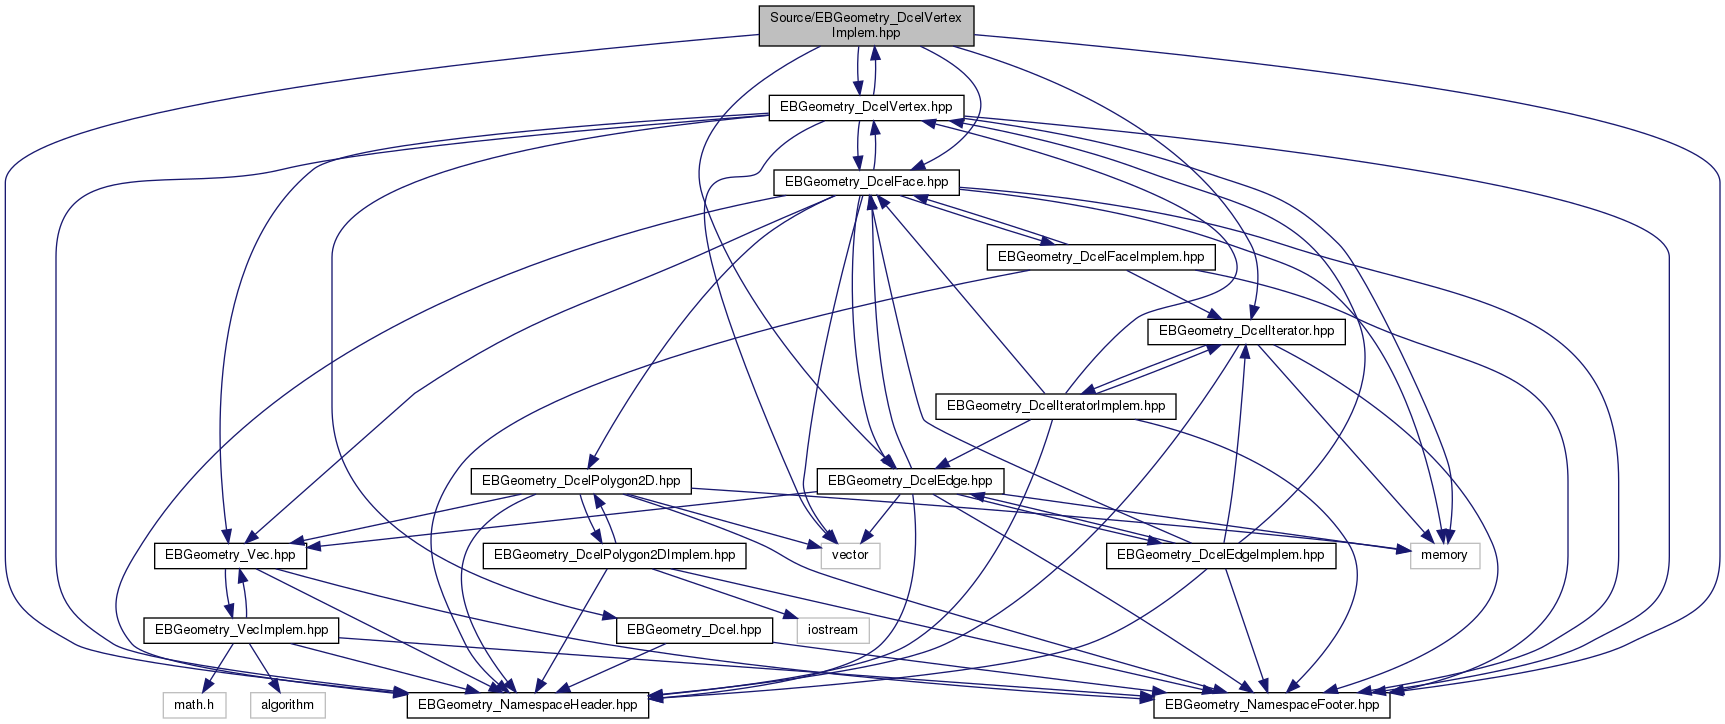 Source/EBGeometry_DcelVertex
Implem.hpp
EBGeometry_DcelVertex.hpp
EBGeometry_DcelFace.hpp
EBGeometry_DcelFaceImplem.hpp
EBGeometry_DcelIterator.hpp
EBGeometry_DcelIteratorImplem.hpp
EBGeometry_DcelPolygon2D.hpp
EBGeometry_DcelEdge.hpp
EBGeometry_Vec.hpp
EBGeometry_DcelPolygon2DImplem.hpp
vector
EBGeometry_DcelEdgeImplem.hpp
memory
EBGeometry_VecImplem.hpp
EBGeometry_Dcel.hpp
iostream
math.h
algorithm
EBGeometry_NamespaceHeader.hpp
EBGeometry_NamespaceFooter.hpp